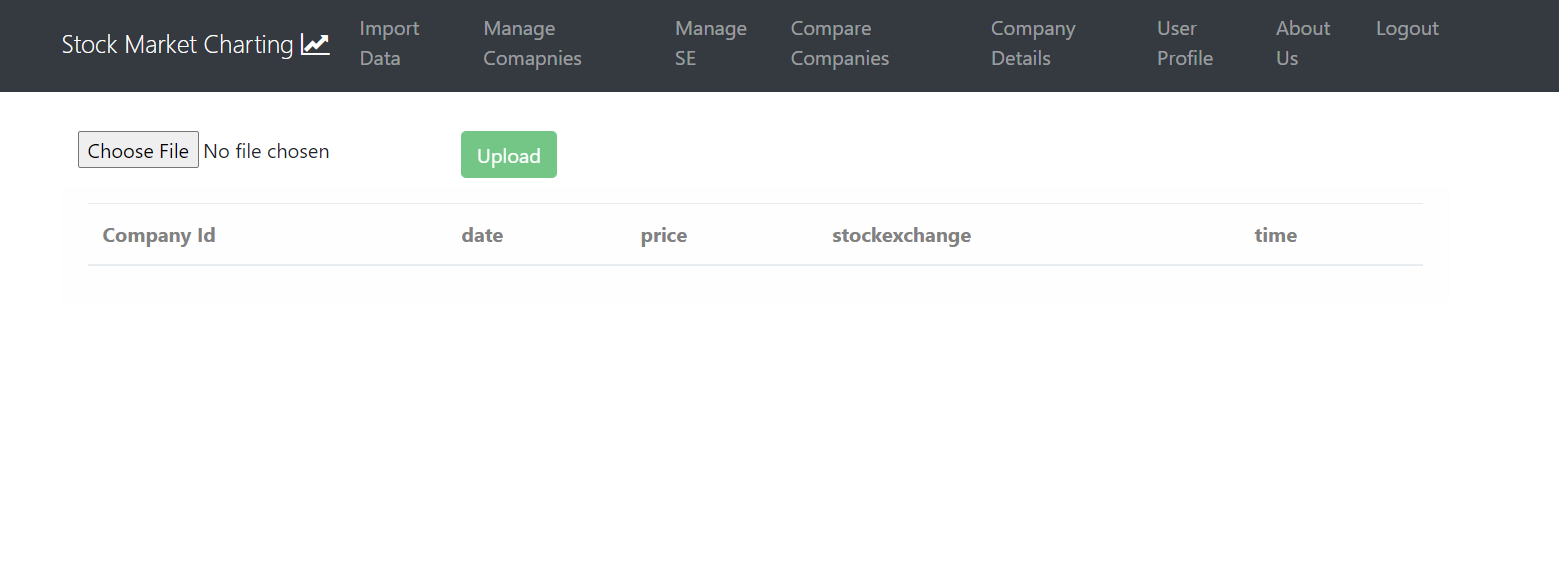 Stock Market Charting
Import
Data
Manage
Comapnies
Manage
SE
Compare
Companies
Company
Details
User
Profile
About
Us
Logout
Choose File No file chosen
Upload
Company Id date price stockexchange time